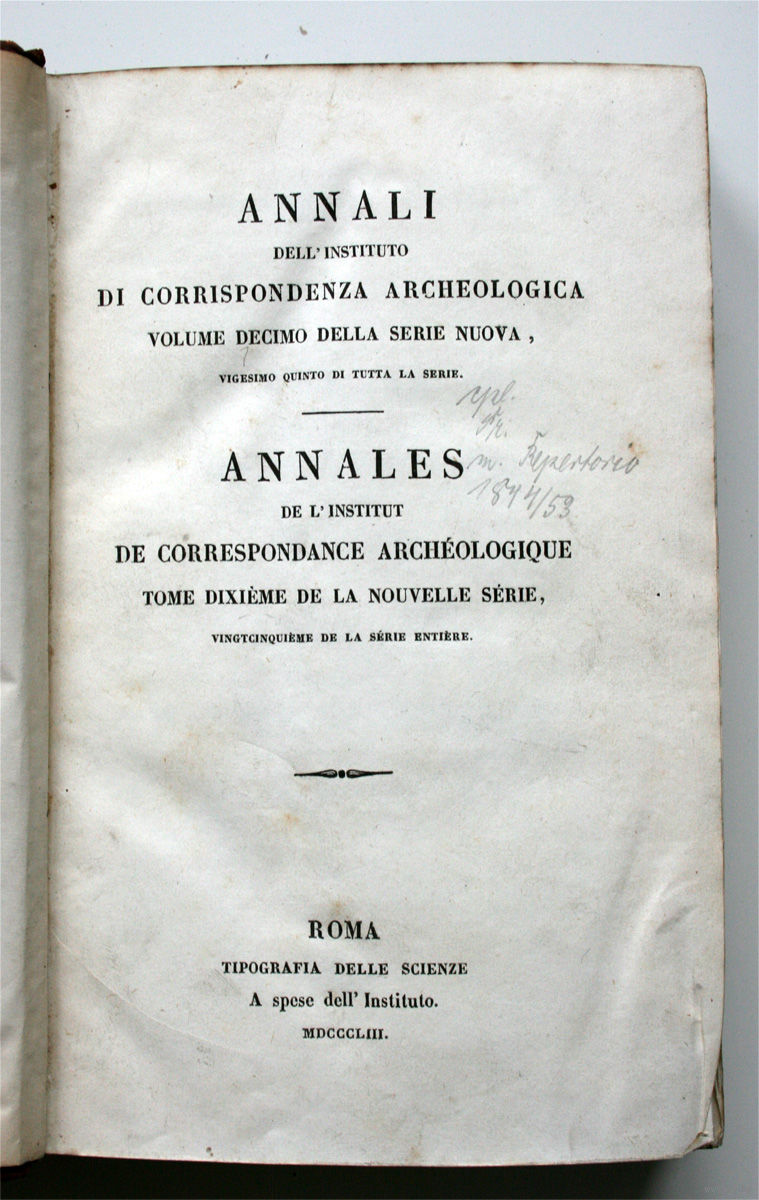 ANNALI
DELL' INSTITUTO
DI CORRISPONDENZA ARCHEOLOGICA
VOLUME DECIMO DELLA SERIE NUOVA ,
VIGESIMO QUINTO DI TUTTA LA SERIE.
cpl.
m. Repertorio
1844/53
ANNALES
DE L' INSTITUT
DE CORRESPONDANCE ARCHÉOLOGIQUE
TOME DIXIÈME DE LA NOUVELLE SÉRIE,
VINGTCINQUIÈME DE LA SÉRIE ENTIÈRE.
ROMA
TIPOGRAFIA DELLE SCIENZE
A spese dell' Instituto.
MDCCCLIII.